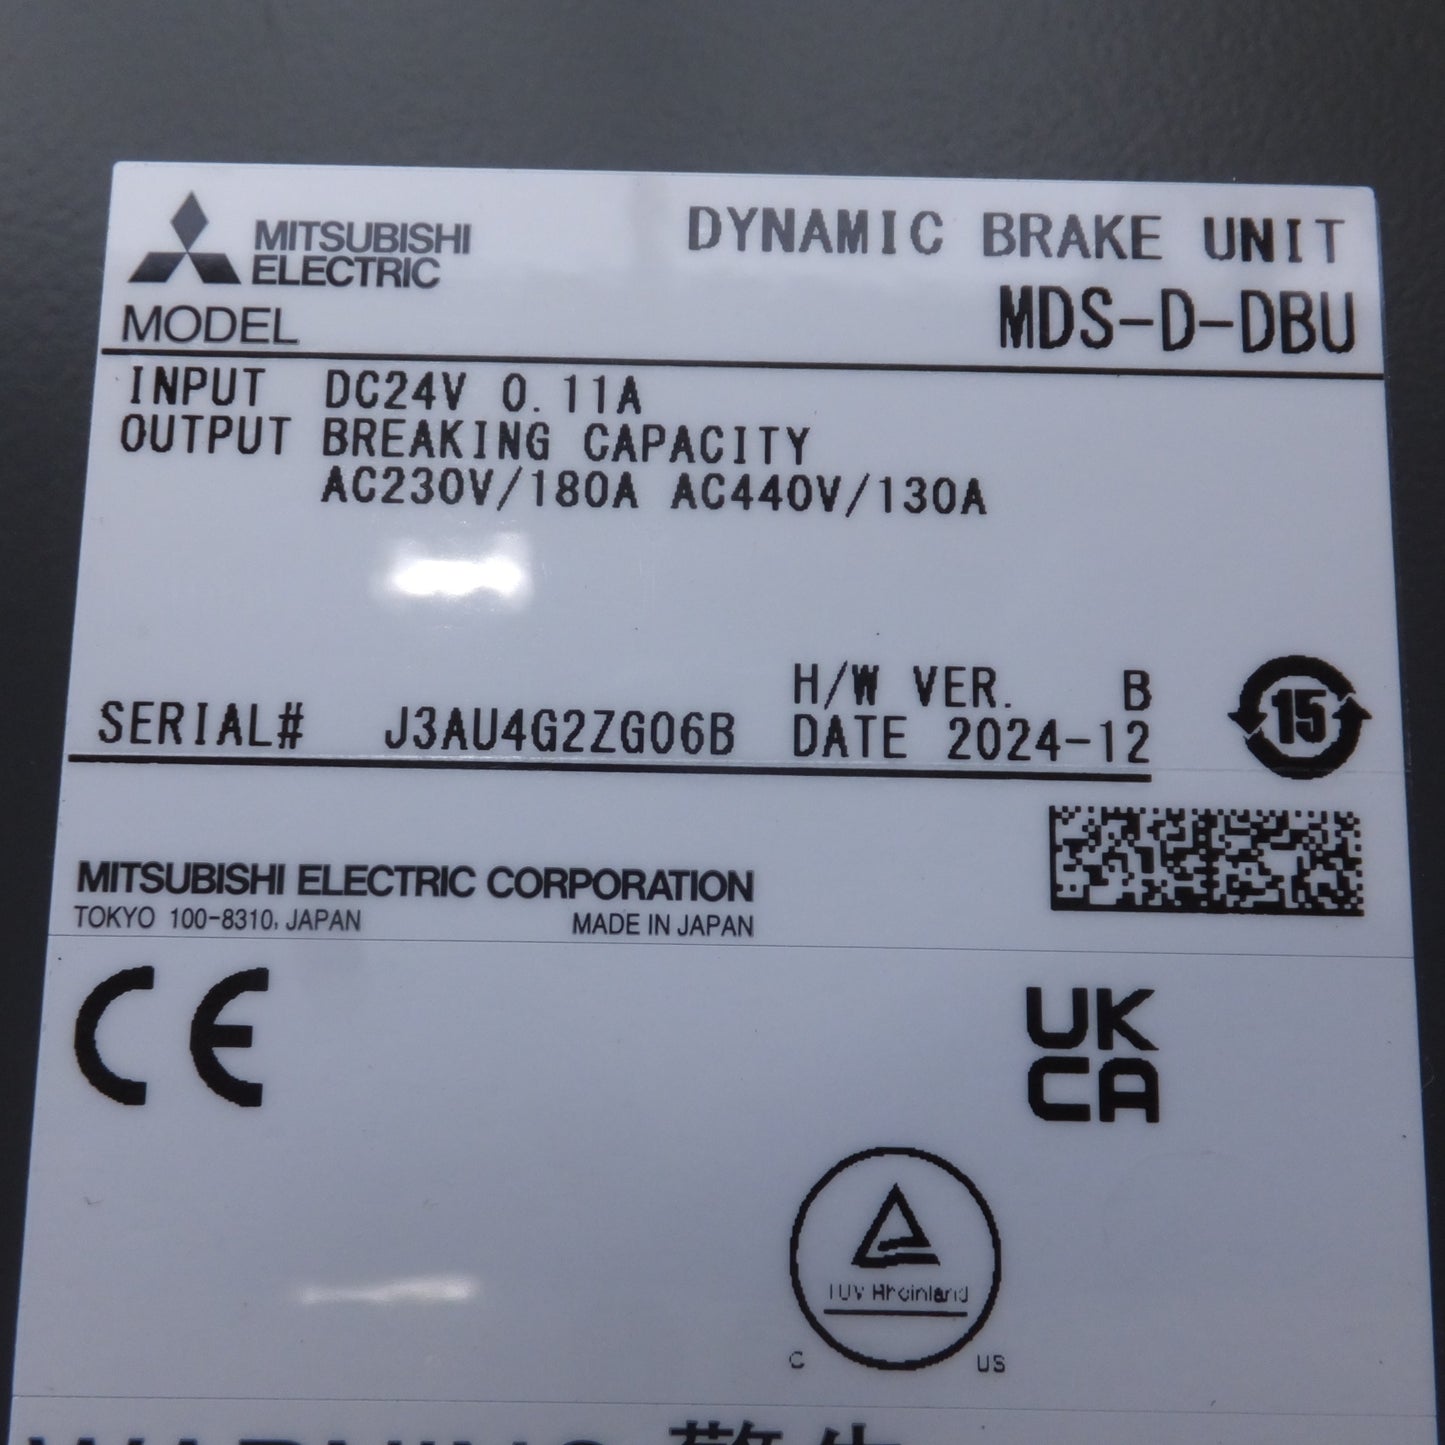 MITSUBISHI ELECTRIC
DYNAMIC BRAKE UNIT
MODEL MDS-D-DBU
INPUT DC24V 0.11A
OUTPUT BREAKING CAPACITY
AC230V/180A AC440V/130A
H/W VER. B
SERIAL# J3AU4G2ZG06B DATE 2024-12
15
MITSUBISHI ELECTRIC CORPORATION
TOKYO 100-8310, JAPAN MADE IN JAPAN
CE
UK
CA
TÜV Rheinland
C US